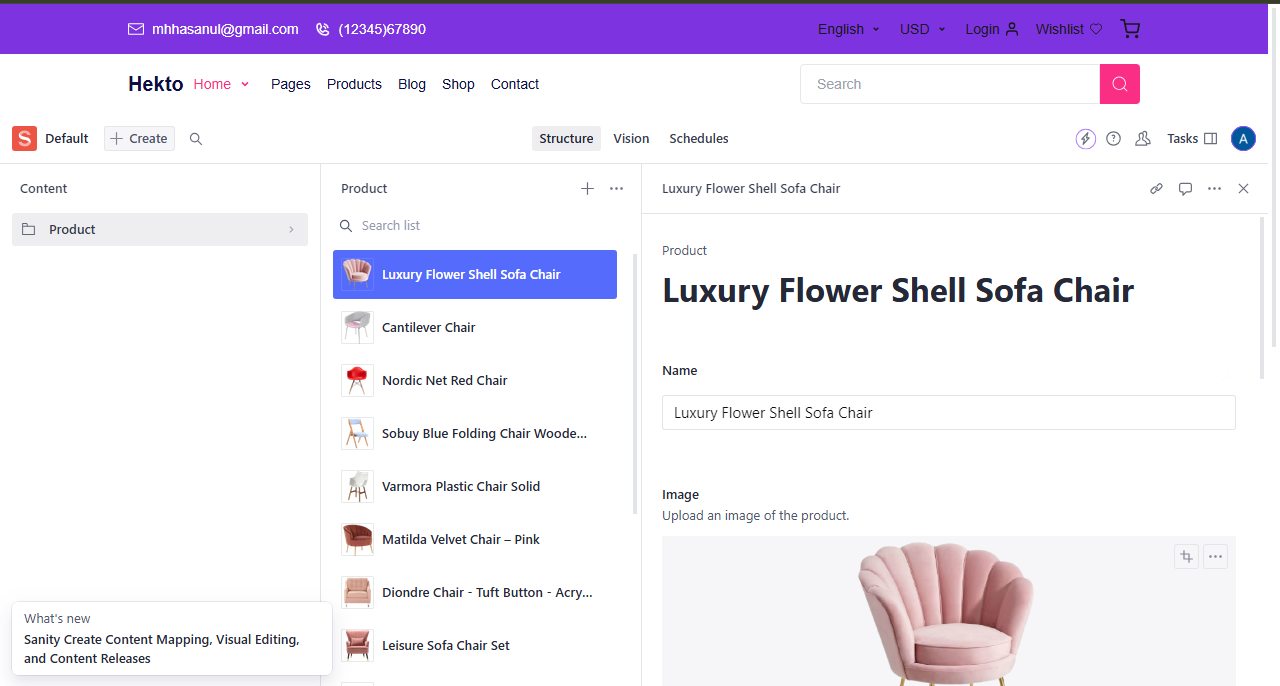 mhhasanul@gmail.com (12345)67890 English USD Login Wishlist
Hekto Home Pages Products Blog Shop Contact Search
S Default Create Structure Vision Schedules Tasks A
Content
Product
Product
Search list
Luxury Flower Shell Sofa Chair
Cantilever Chair
Nordic Net Red Chair
Sobuy Blue Folding Chair Woode...
Varmora Plastic Chair Solid
Matilda Velvet Chair – Pink
Diondre Chair - Tuft Button - Acry...
Leisure Sofa Chair Set
Luxury Flower Shell Sofa Chair
Product
Luxury Flower Shell Sofa Chair
Name
Luxury Flower Shell Sofa Chair
Image
Upload an image of the product.
What's new
Sanity Create Content Mapping, Visual Editing,
and Content Releases